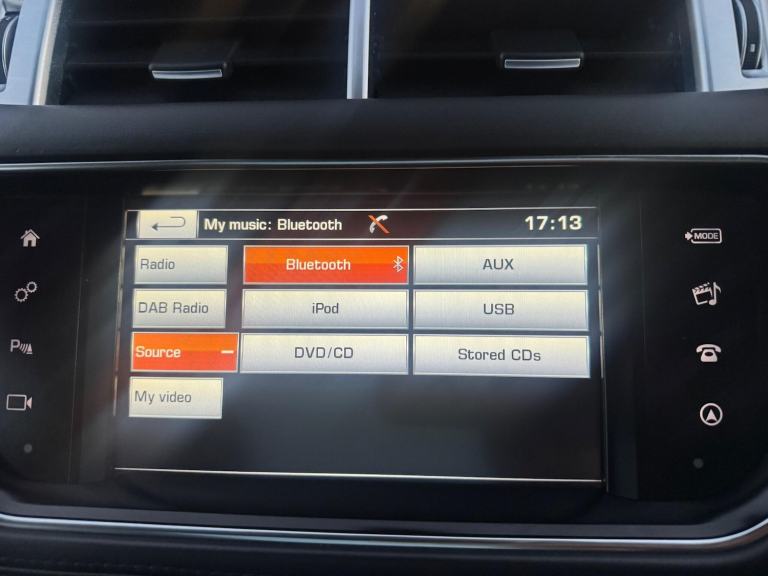 My music: Bluetooth 17:13
Radio Bluetooth AUX
MODE
DAB Radio iPod USB
Source DVD/CD Stored CDs
P
My video